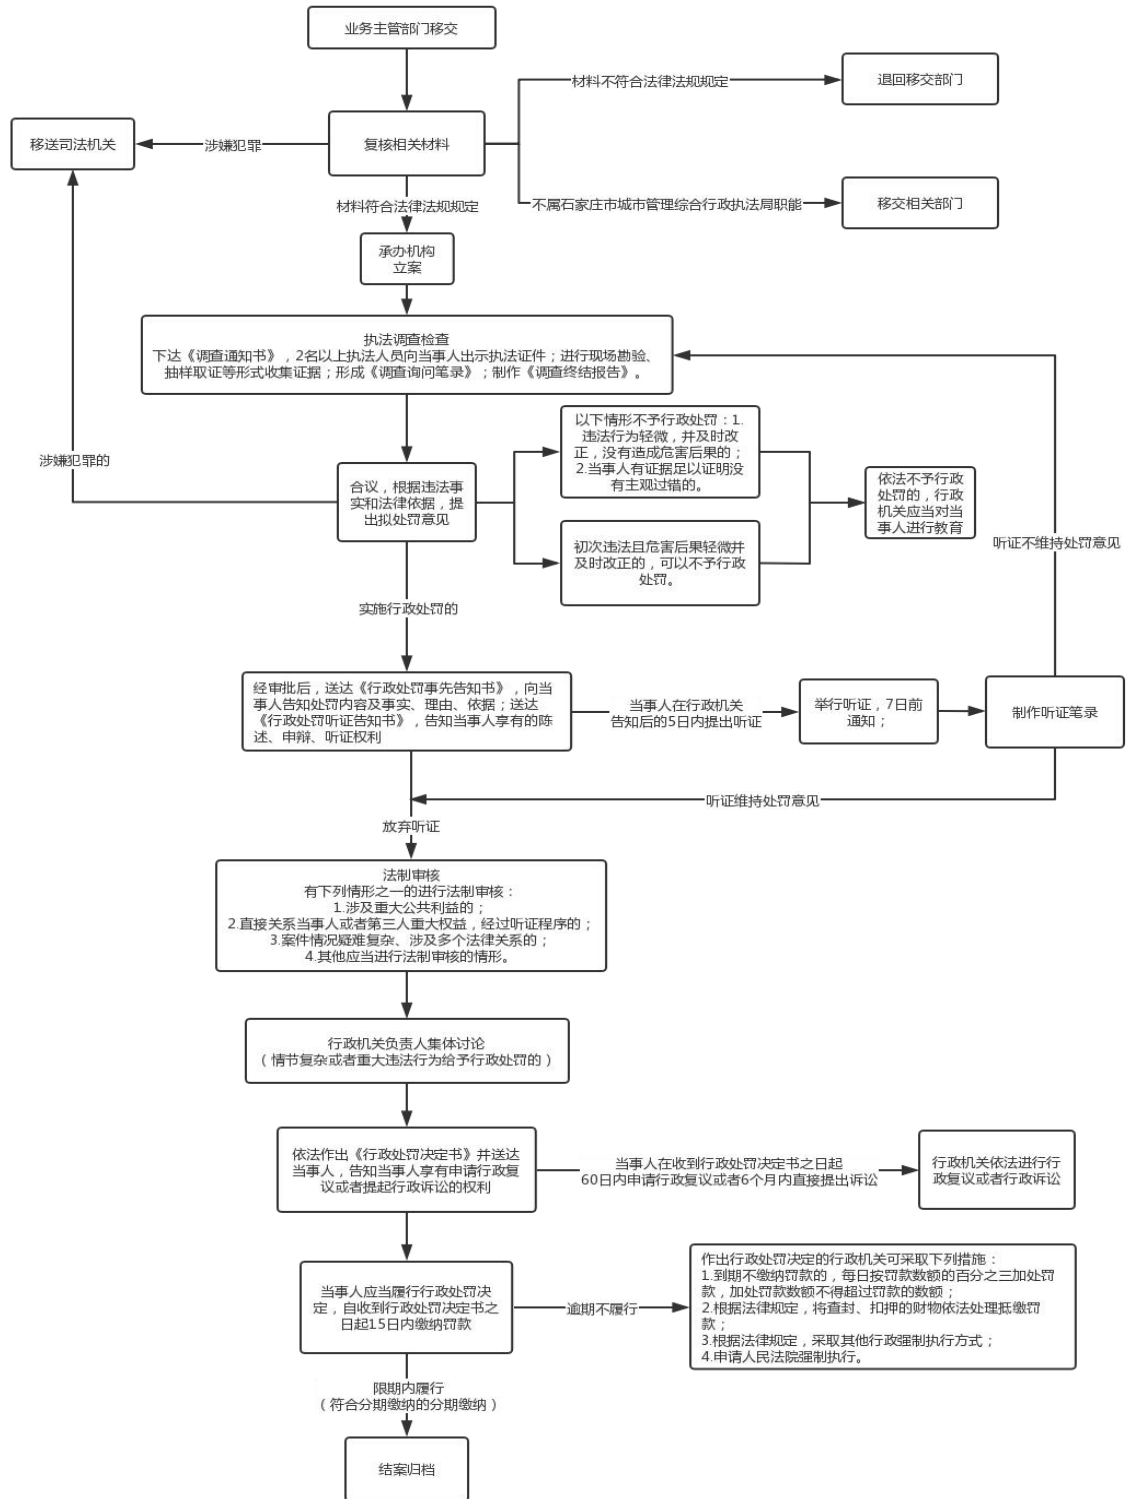 业务主管部门移交
材料不符合法律法规规定
退回移交部门
移送司法机关
涉嫌犯罪
复核相关材料
材料符合法律法规规定
不属石家庄市城市管理综合行政执法局职能
移交相关部门
承办机构
立案
执法调查检查
下达《调查通知书》，2名以上执法人员向当事人出示执法证件；进行现场勘验、
抽样取证等形式收集证据；形成《调查询问笔录》；制作《调查终结报告》。
以下情形不予行政处罚：1.
违法行为轻微，并及时改
正，没有造成危害后果的；
2.当事人有证据足以证明没
有主观过错的。
涉嫌犯罪的
合议，根据违法事
实和法律依据，提
出拟处罚意见
依法不予行政
处罚的，行政
机关应当对当
事人进行教育
初次违法且危害后果轻微并
及时改正的，可以不予行政
处罚。
听证不维持处罚意见
实施行政处罚的
经审批后，送达《行政处罚事先告知书》，向当
事人告知处罚内容及事实、理由、依据；送达
《行政处罚听证告知书》，告知当事人享有的陈
述、申辩、听证权利
当事人在行政机关
告知后的5日内提出听证
举行听证，7日前
通知；
制作听证笔录
听证维持处罚意见
放弃听证
法制审核
有下列情形之一的进行法制审核：
1.涉及重大公共利益的；
2.直接关系当事人或者第三人重大权益，经过听证程序的；
3.案件情况疑难复杂、涉及多个法律关系的；
4.其他应当进行法制审核的情形。
行政机关负责人集体讨论
（情节复杂或者重大违法行为给予行政处罚的）
依法作出《行政处罚决定书》并送达
当事人，告知当事人享有申请行政复
议或者提起行政诉讼的权利
当事人在收到行政处罚决定书之日起
60日内申请行政复议或者6个月内直接提出诉讼
行政机关依法进行行
政复议或者行政诉讼
当事人应当履行行政处罚决
定，自收到行政处罚决定书之
日起15日内缴纳罚款
逾期不履行
作出行政处罚决定的行政机关可采取下列措施：
1.到期不缴纳罚款的，每日按罚款数额的百分之三加处罚
款，加处罚款数额不得超过罚款的数额；
2.根据法律规定，将查封、扣押的财物依法处理抵缴罚
款；
3.根据法律规定，采取其他行政强制执行方式；
4.申请人民法院强制执行。
限期内履行
（符合分期缴纳的分期缴纳）
结案归档